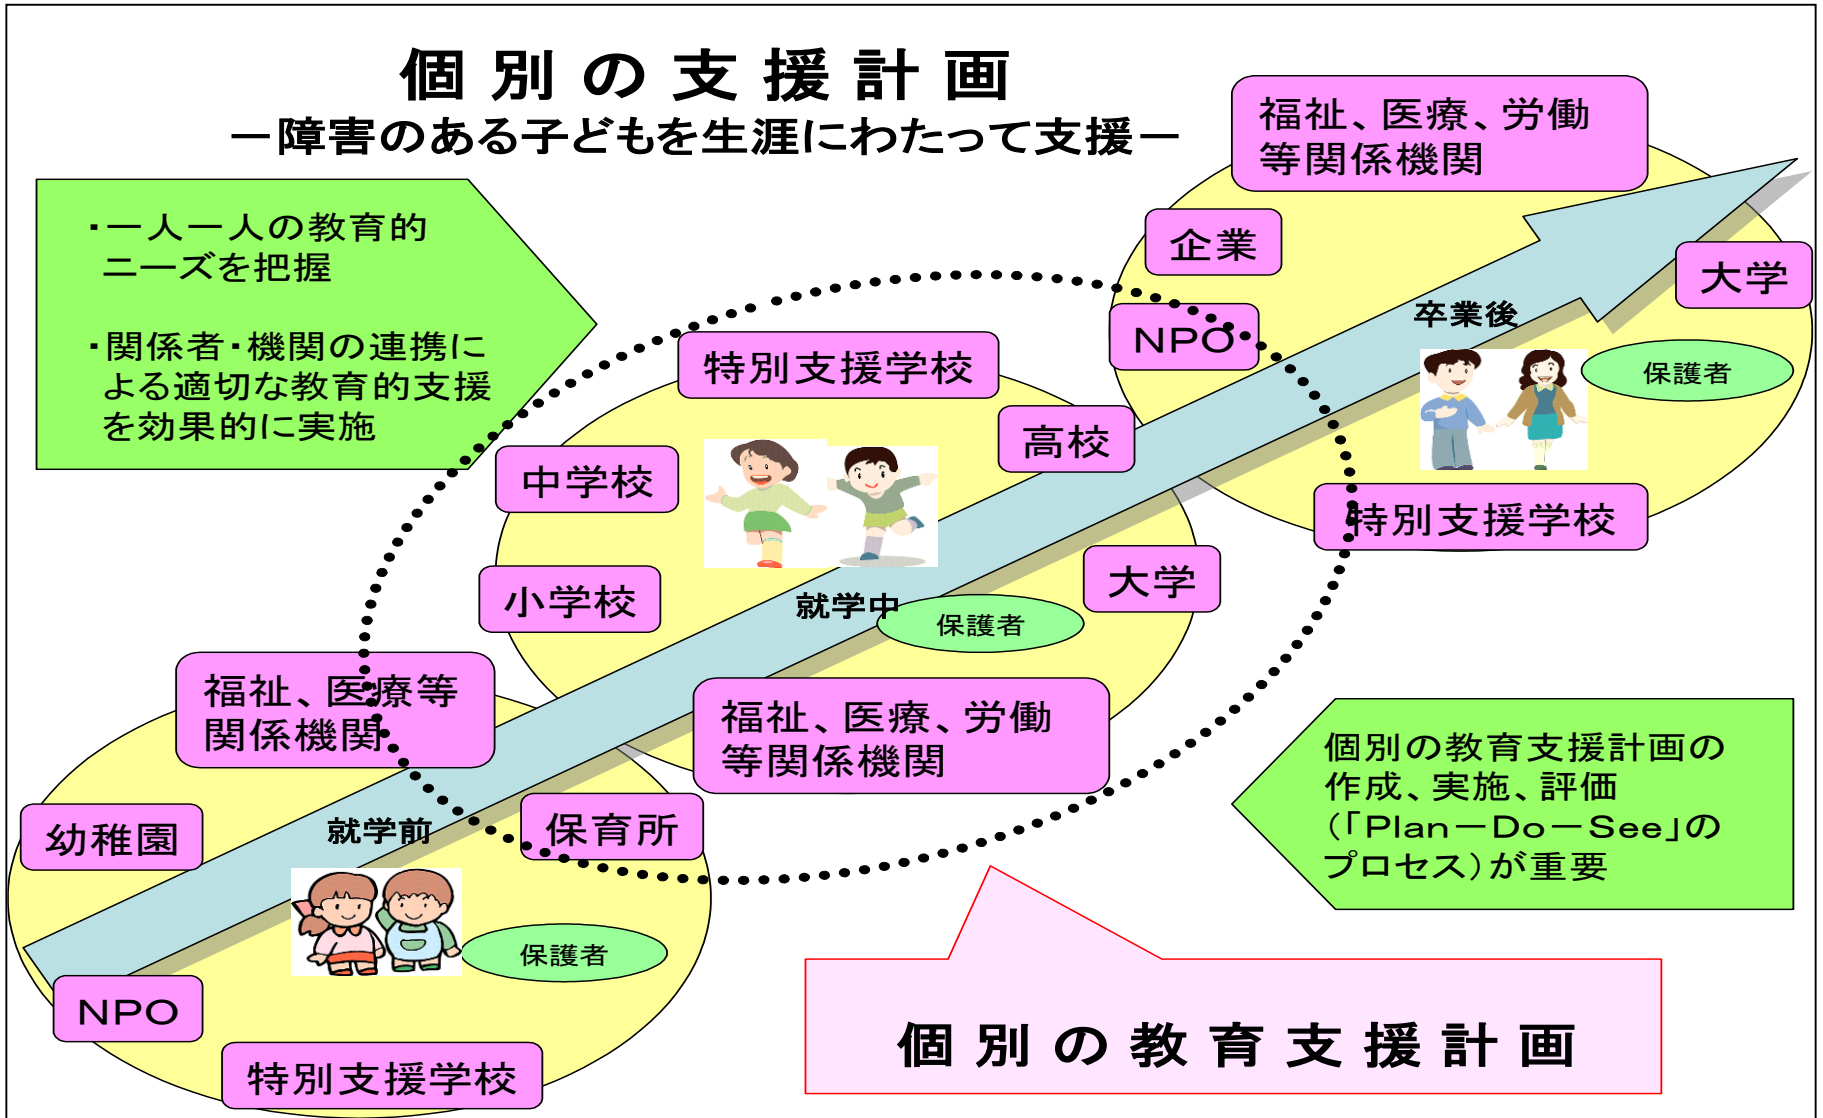 個別の支援計画
－障害のある子どもを生涯にわたって支援－
福祉、医療、労働
等関係機関
・一人一人の教育的
ニーズを把握
・関係者・機関の連携に
よる適切な教育的支援
を効果的に実施
企業
大学
NPO
卒業後
保護者
特別支援学校
特別支援学校
高校
中学校
小学校
大学
就学中
保護者
福祉、医療、労働
等関係機関
福祉、医療等
関係機関
幼稚園
就学前
保育所
保護者
NPO
特別支援学校
個別の教育支援計画の
作成、実施、評価
（「Plan－Do－See」の
プロセス）が重要
個別の教育支援計画